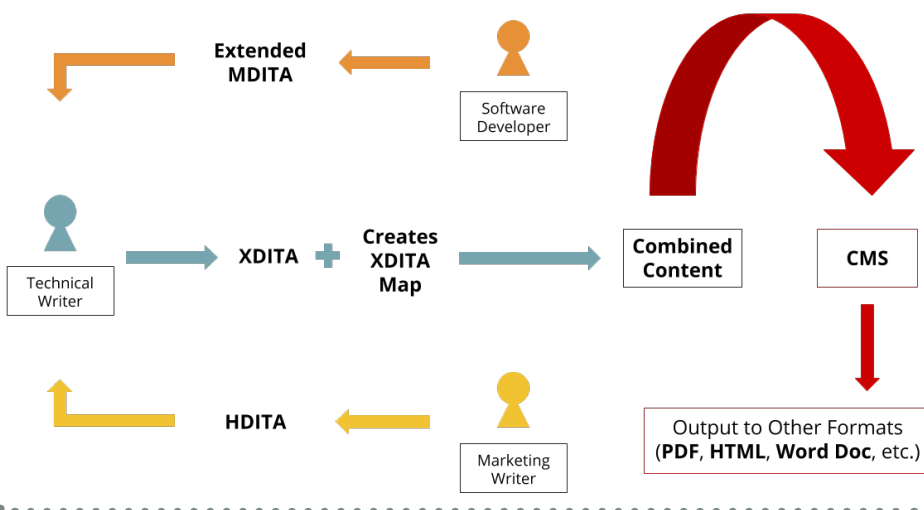 Extended
MDITA
Software
Developer
Technical
Writer
XDITA
Creates
XDITA
Map
Combined
Content
CMS
HDITA
Marketing
Writer
Output to Other Formats
(PDF, HTML, Word Doc, etc.)